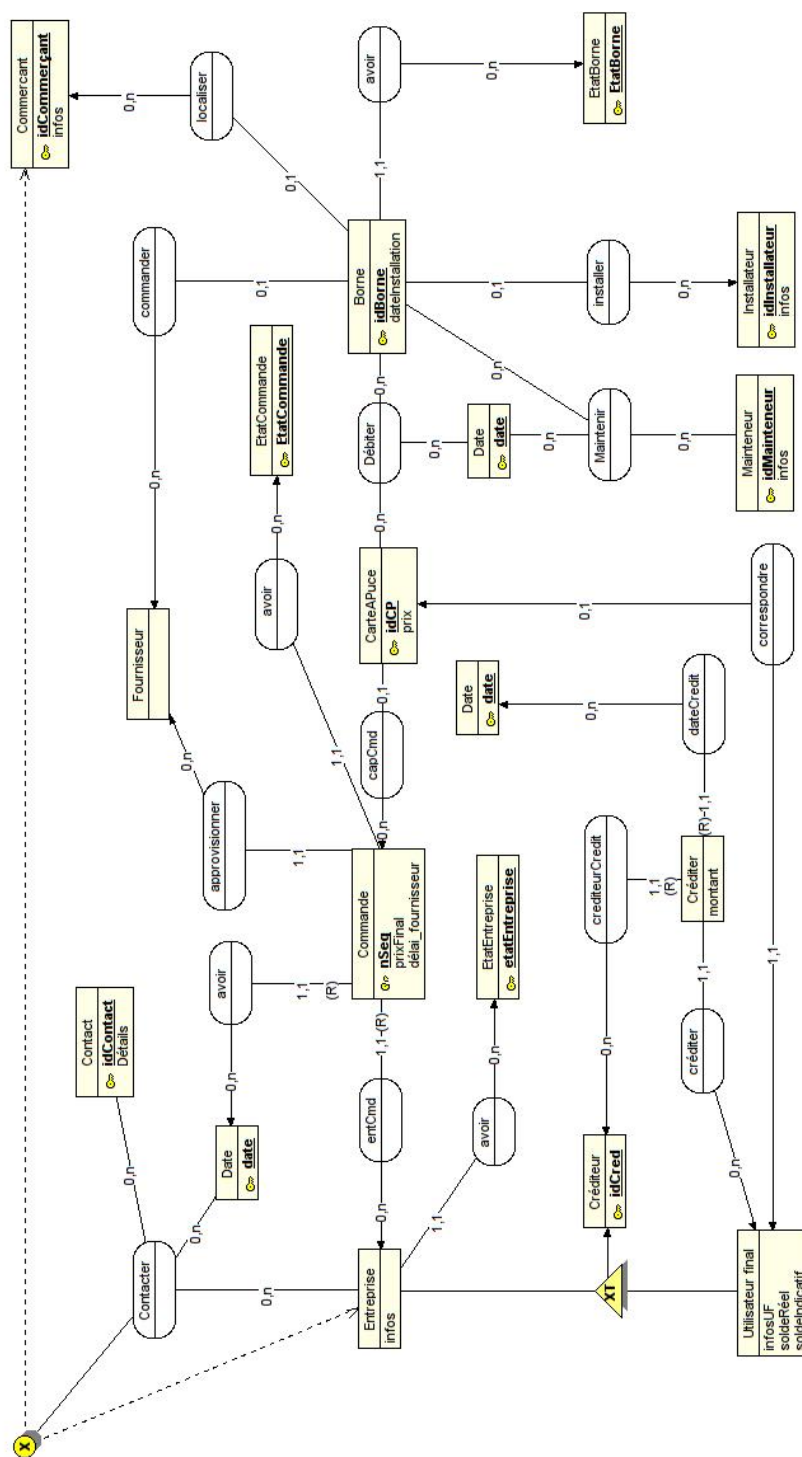 X
Contacter
0,n
0,n
0,n
Contact
idContact
Détails
Date
date
0,n
avoir
1,1
(R)
Entreprise
infos
0,n
entCmd
1,1-(R)
Commande
nSeq
prixFinal
délai_fournisseur
1,1
approvisionner
0,n
Fournisseur
0,n
commander
0,1
1,1
avoir
0,n
EtatEntreprise
etatEntreprise
0,n
capCmd
0,1
CarteAPuce
idCP
prix
1,1
avoir
0,n
EtatCommande
EtatCommande
0,n
Débiter
0,n
0,n
Date
date
0,n
Borne
idBorne
dateInstallation
0,1
localiser
0,n
Commercant
idCommerçant
infos
1,1
avoir
0,n
EtatBorne
EtatBorne
0,n
Maintenir
0,n
Mainteneur
idMainteneur
infos
0,1
installer
0,n
Installateur
idInstallateur
infos
XT
Créditeur
idCred
0,n
crediteurCredit
1,1
(R)
Créditer
montant
(R)-1,1
dateCredit
0,n
Date
date
1,1
créditer
0,n
Utilisateur final
infosUF
soldeRéel
soldeIndicatif
1,1
correspondre
0,1